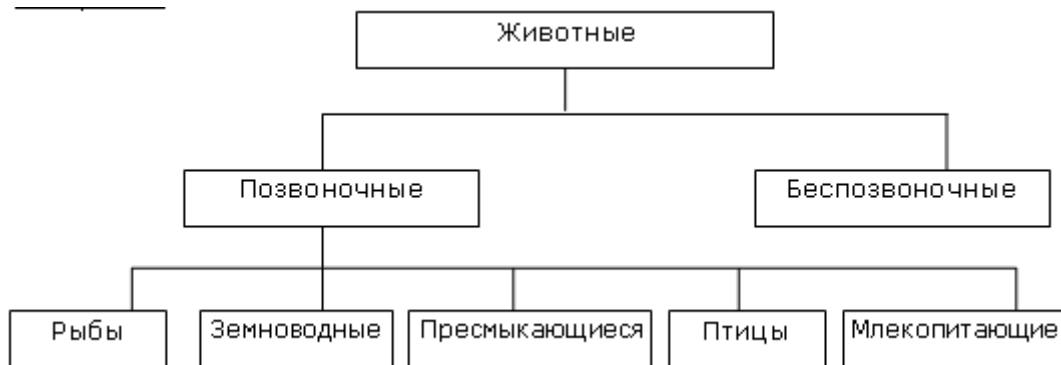 Животные
Позвоночные Беспозвоночные
Рыбы Земноводные Пресмыкающиеся Птицы Млекопитающие